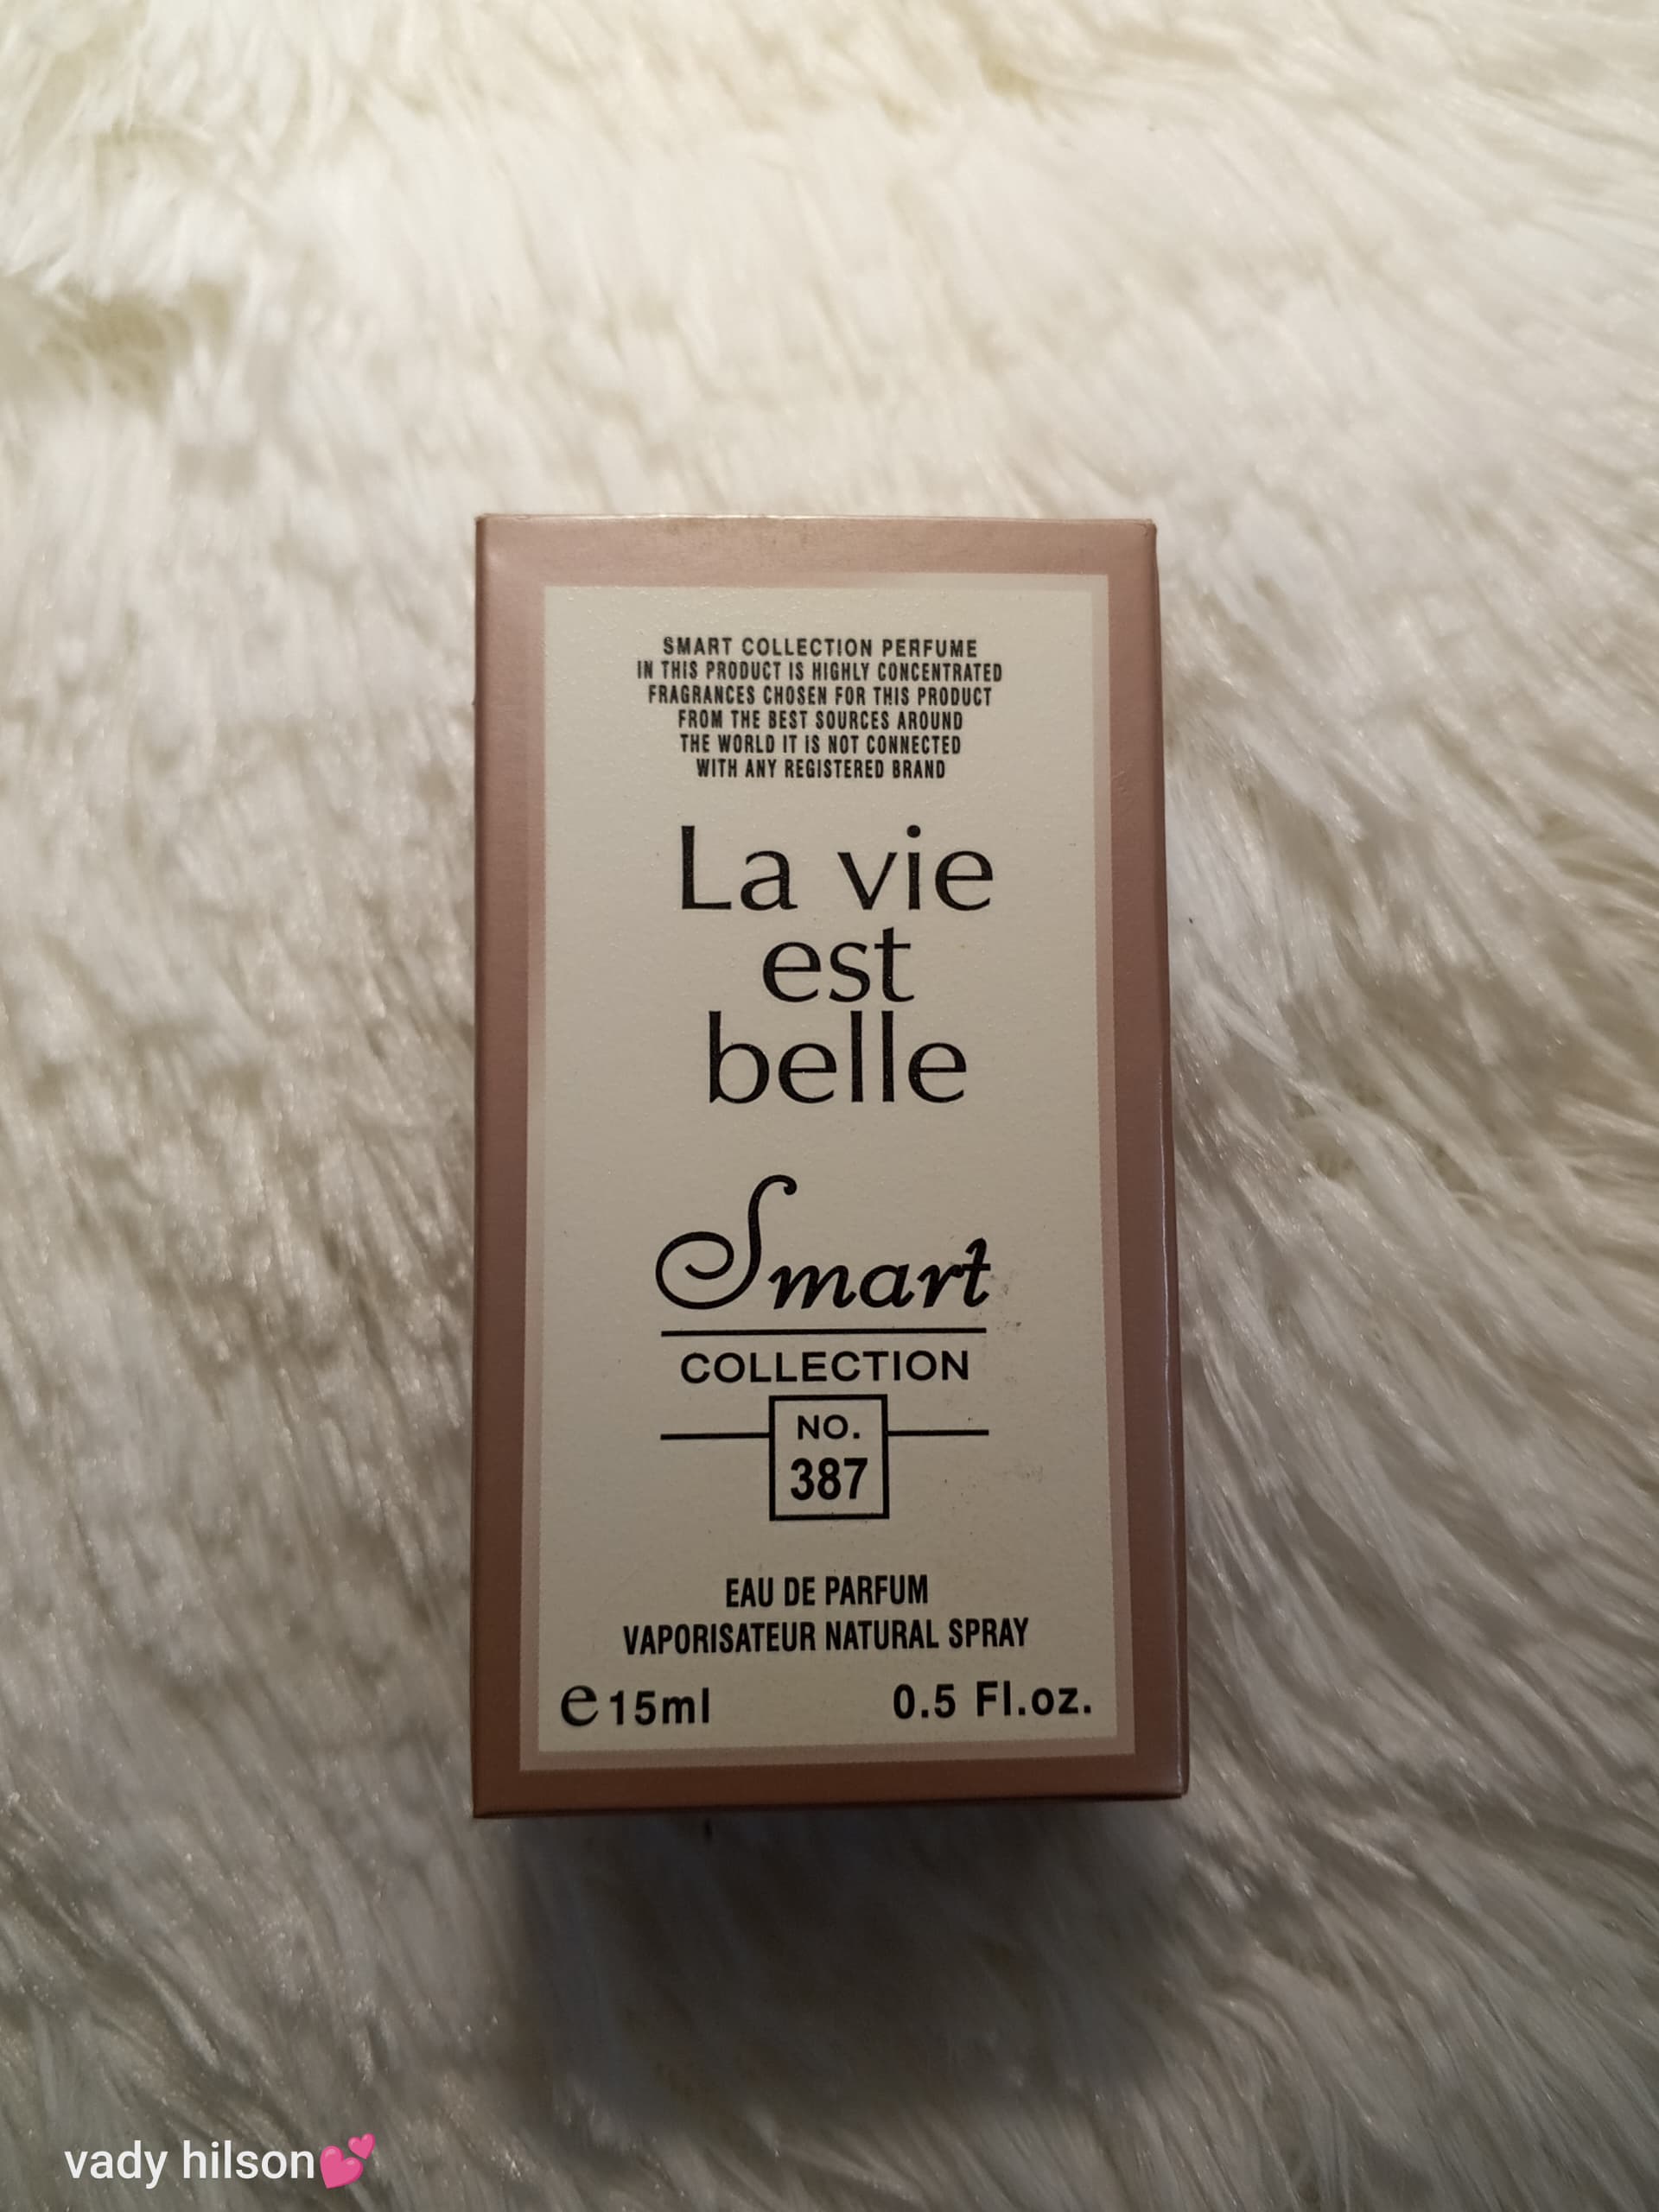 SMART COLLECTION PERFUME
IN THIS PRODUCT IS HIGHLY CONCENTRATED
FRAGRANCES CHOSEN FOR THIS PRODUCT
FROM THE BEST SOURCES AROUND
THE WORLD IT IS NOT CONNECTED
WITH ANY REGISTERED BRAND
La vie
est
belle
Smart
COLLECTION
NO.
387
EAU DE PARFUM
VAPORISATEUR NATURAL SPRAY
e 15ml 0.5 Fl.oz.
vady hilson💕